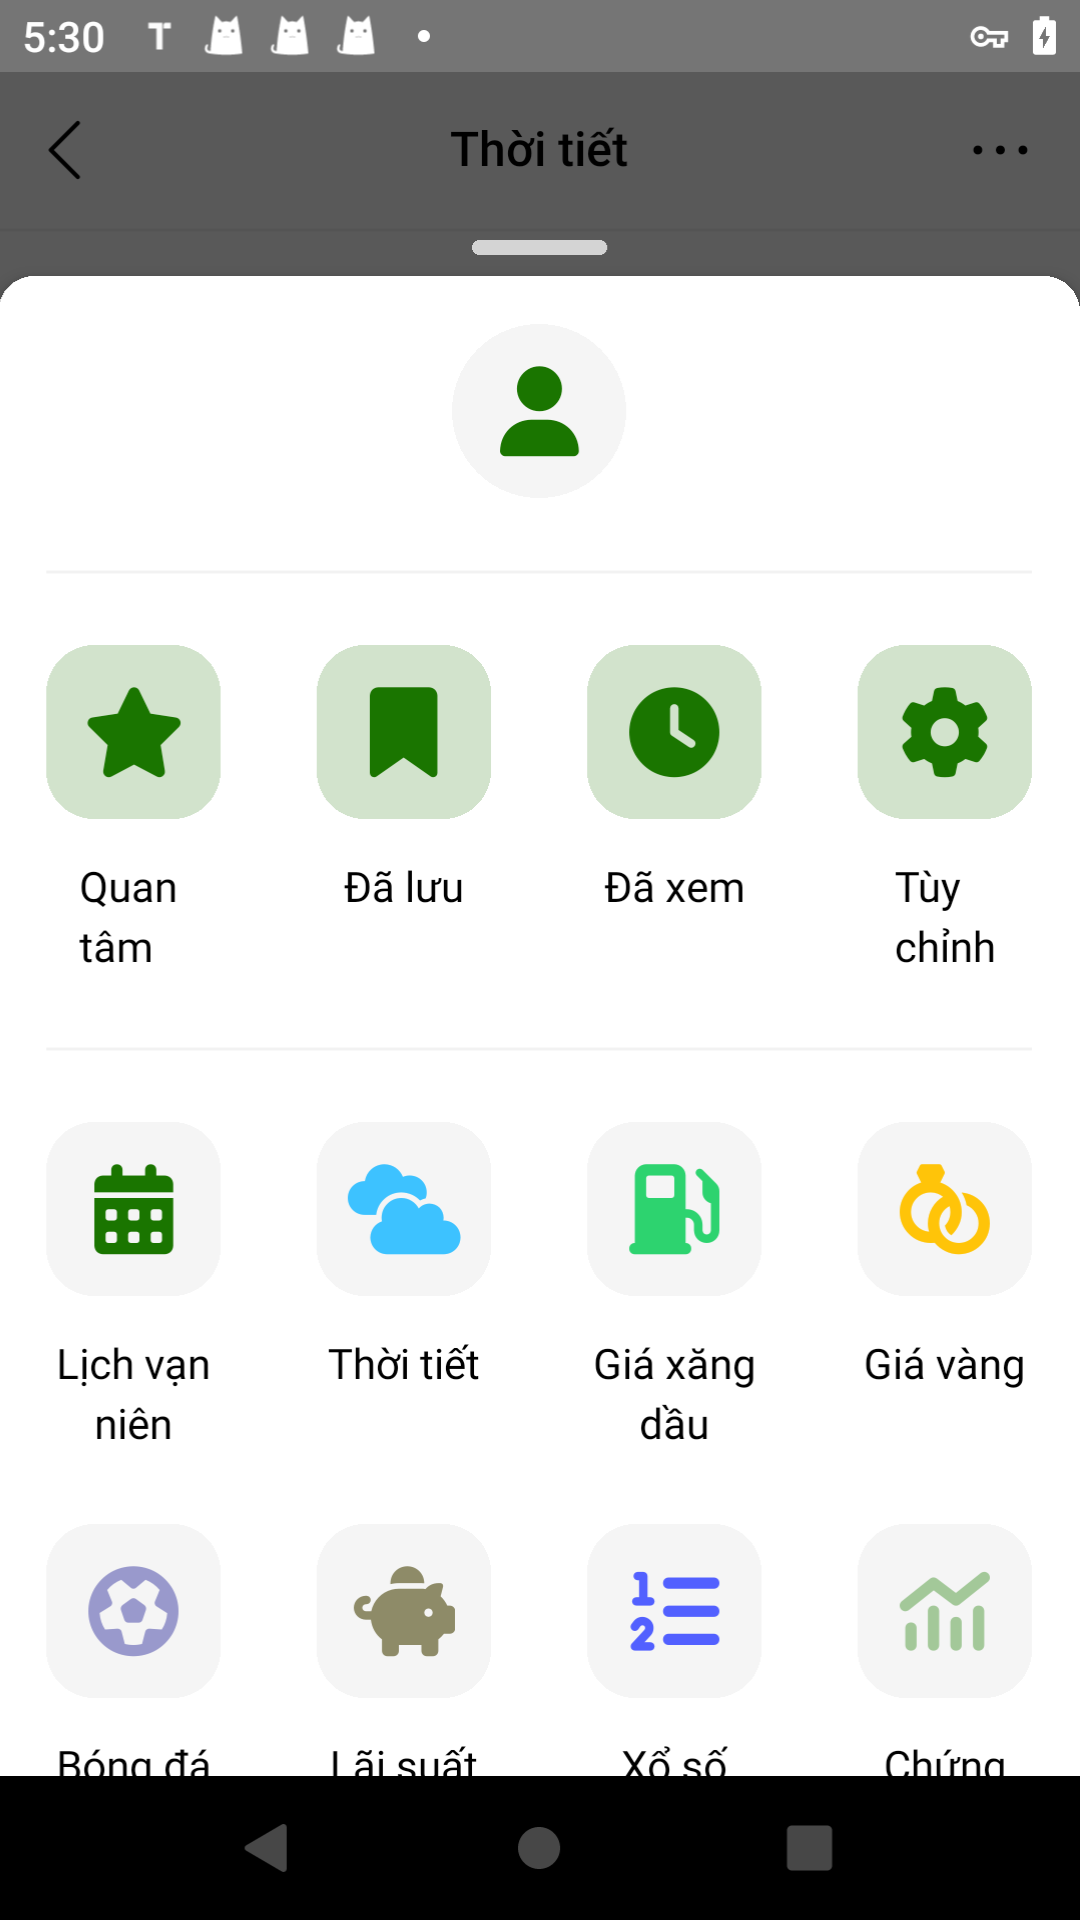 5:30
Thời tiết
Quan
tâm
Đã lưu
Đã xem
Tùy
chỉnh
Lịch vạn
niên
Thời tiết
Giá xăng
dầu
Giá vàng
Bóng đá
Lãi suất
Xổ số
Chứng